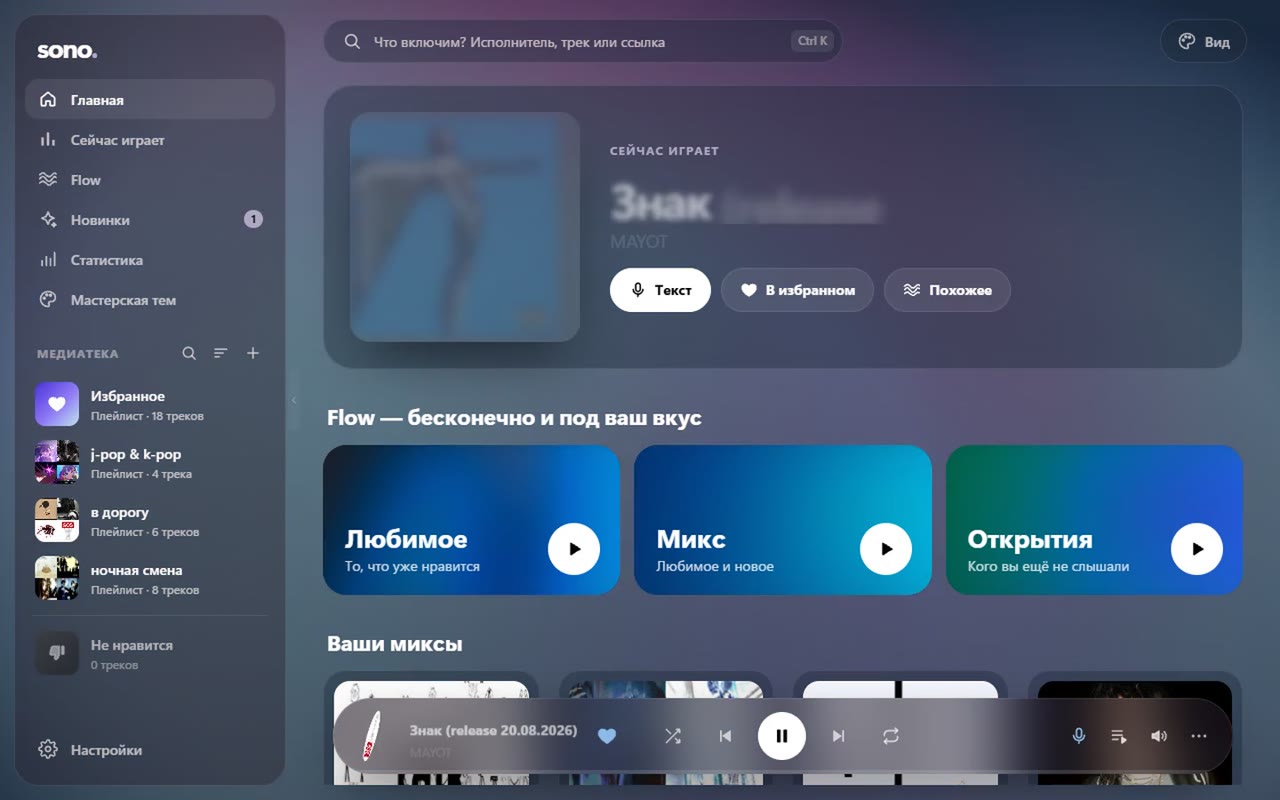 sono.
Что включим? Исполнитель, трек или ссылка
Ctrl K
Вид
Главная
Сейчас играет
Flow
Новинки
1
Статистика
Мастерская тем
МЕДИАТЕКА
Избранное
Плейлист · 18 треков
j-pop & k-pop
Плейлист · 4 трека
в дорогу
Плейлист · 6 треков
ночная смена
Плейлист · 8 треков
Не нравится
0 треков
Настройки
СЕЙЧАС ИГРАЕТ
Знак (release
MAYOT
Текст
В избранном
Похожее
Flow — бесконечно и под ваш вкус
Любимое
То, что уже нравится
Микс
Любимое и новое
Открытия
Кого вы ещё не слышали
Ваши миксы
Знак (release 20.08.2026)
MAYOT